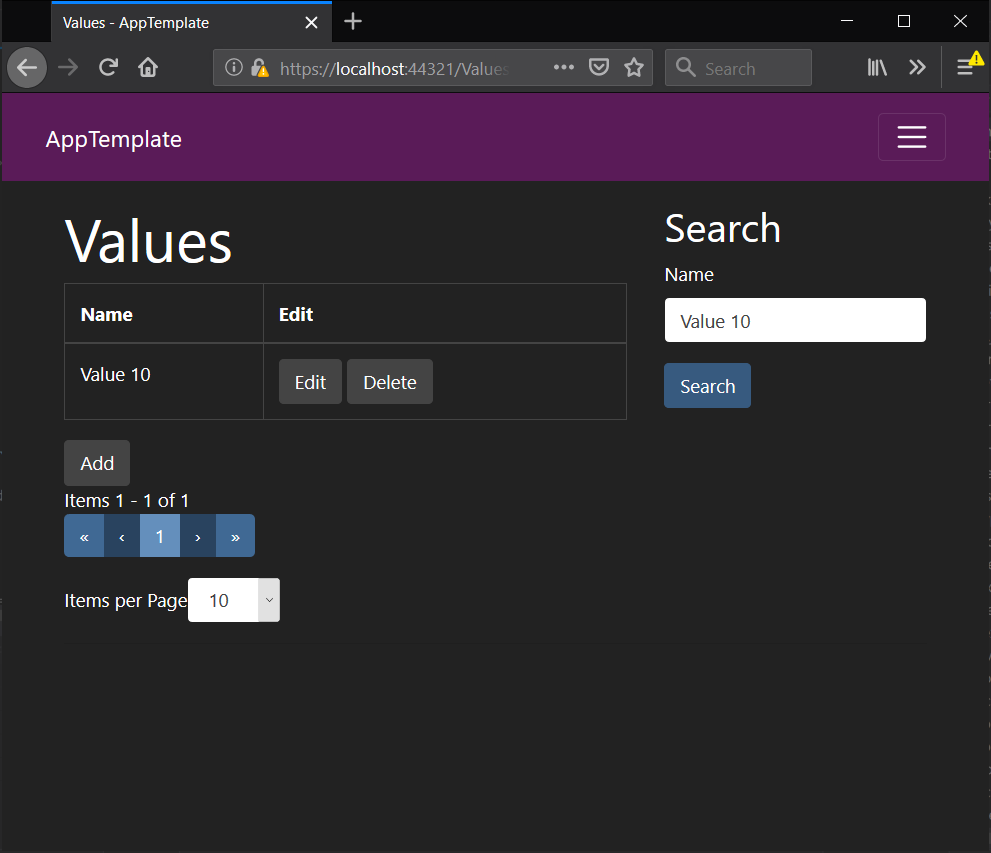 Values - AppTemplate
https://localhost:44321/Values
Search
AppTemplate
Values
Name Edit
Value 10 Edit Delete
Add
Items 1 - 1 of 1
« ‹ 1 › »
Items per Page 10
Search
Name
Value 10
Search